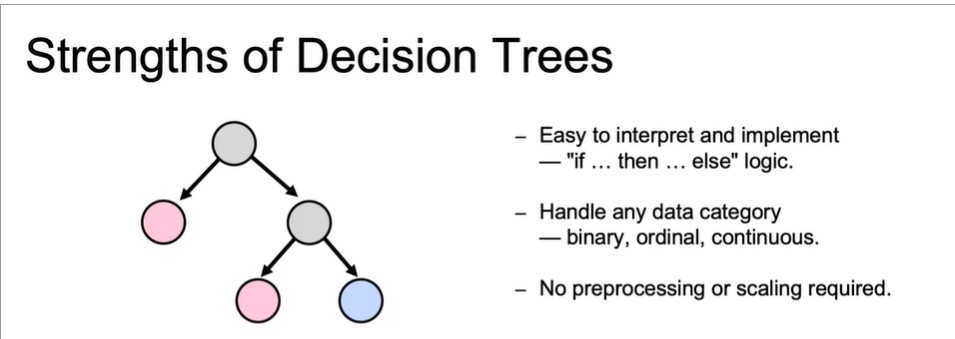 Strengths of Decision Trees
– Easy to interpret and implement
— "if … then … else" logic.
– Handle any data category
— binary, ordinal, continuous.
– No preprocessing or scaling required.